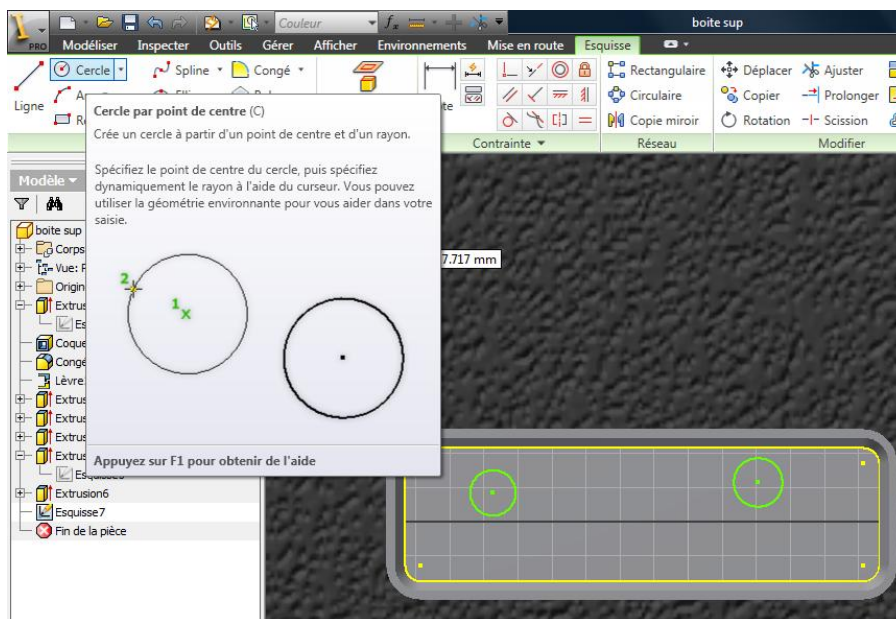 Couleur
fx
boite sup
PRO
Modéliser Inspecter Outils Gérer Afficher Environnements Mise en route Esquisse
Cercle Spline Congé
Rectangulaire Déplacer Ajuster
Ligne
Circulaire Copier Prolonger
Copie miroir Rotation Scission
Contrainte Réseau Modifier
Cercle par point de centre (C)
Crée un cercle à partir d'un point de centre et d'un rayon.
Spécifiez le point de centre du cercle, puis spécifiez
dynamiquement le rayon à l'aide du curseur. Vous pouvez
utiliser la géométrie environnante pour vous aider dans votre
saisie.
2
1
Appuyez sur F1 pour obtenir de l'aide
7.717 mm
Modèle
boite sup
Corps
Vue:
Origin
Extrus
Es
Coque
Congé
Lèvre
Extrus
Extrus
Extrus
Extrus
Extrusion6
Esquisse7
Fin de la pièce